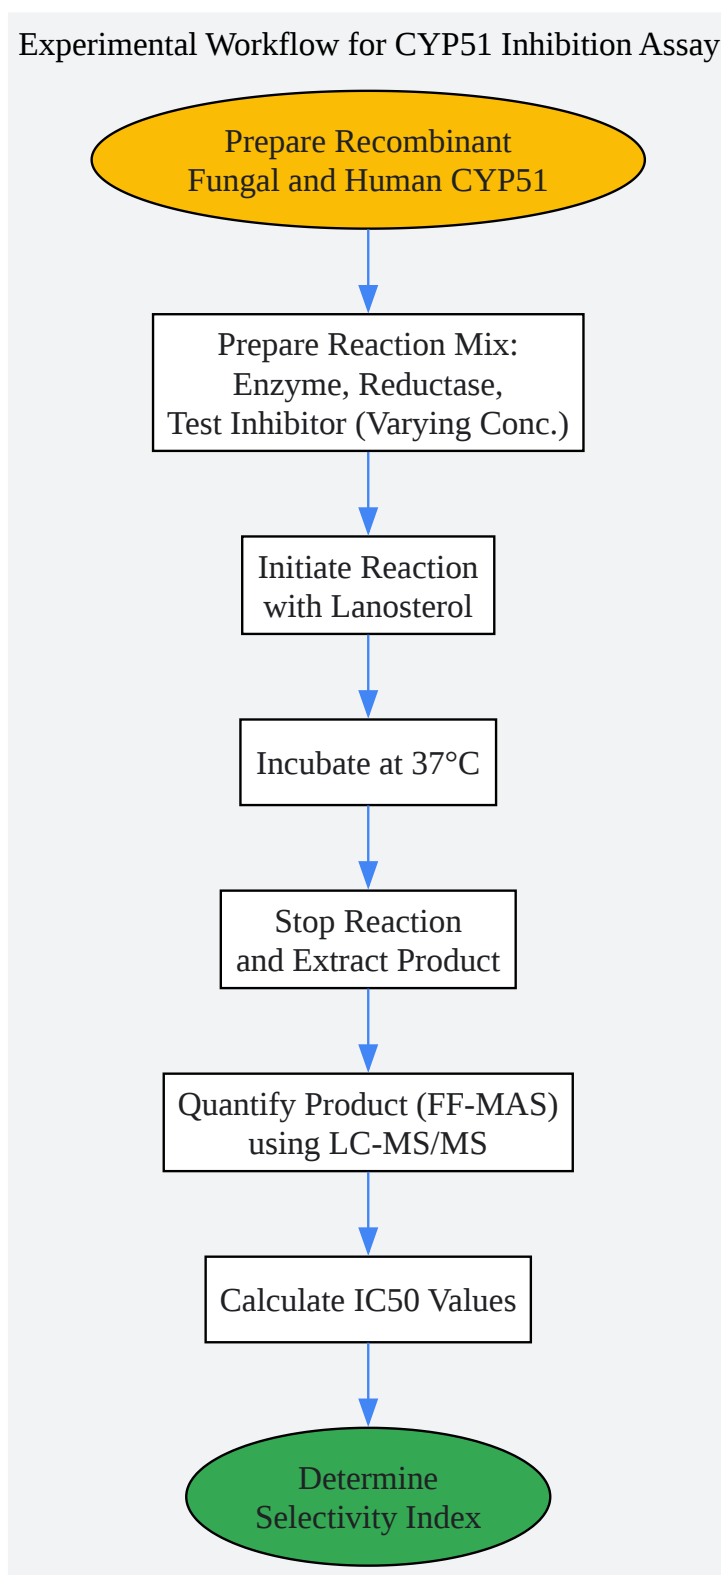 Experimental Workflow for CYP51 Inhibition Assay
Prepare Recombinant
Fungal and Human CYP51
Prepare Reaction Mix:
Enzyme, Reductase,
Test Inhibitor (Varying Conc.)
Initiate Reaction
with Lanosterol
Incubate at 37°C
Stop Reaction
and Extract Product
Quantify Product (FF-MAS)
using LC-MS/MS
Calculate IC50 Values
Determine
Selectivity Index